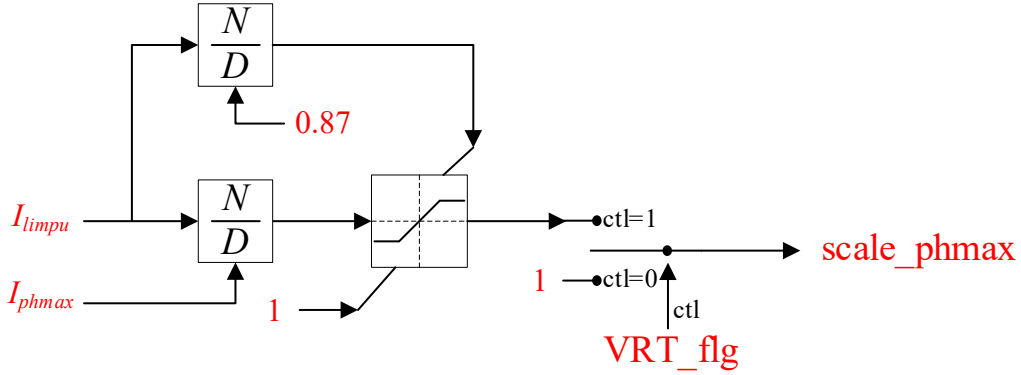 N
D
0.87
I_limpu
N
D
ctl=1
scale_phmax
1
ctl=0
I_phmax
1
ctl
VRT_flg